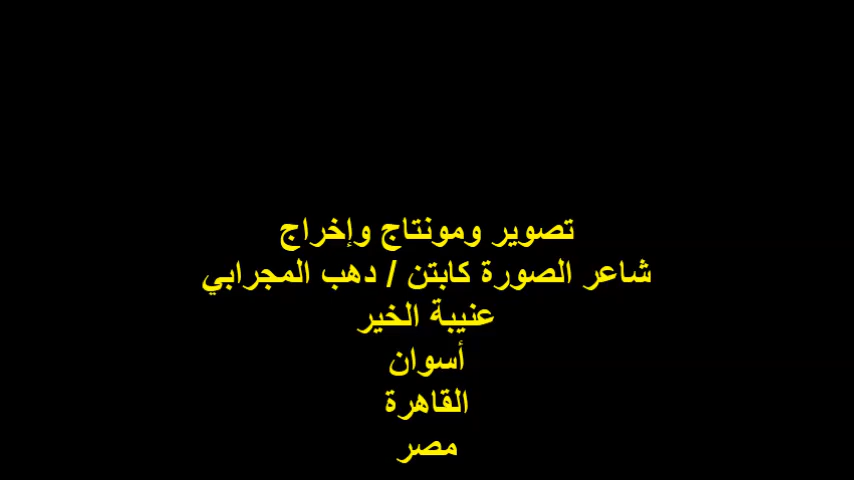 تصوير ومونتاج وإخراج
شاعر الصورة كابتن / دهب المجرابي
عنيبة الخير
أسوان
القاهرة
مصر